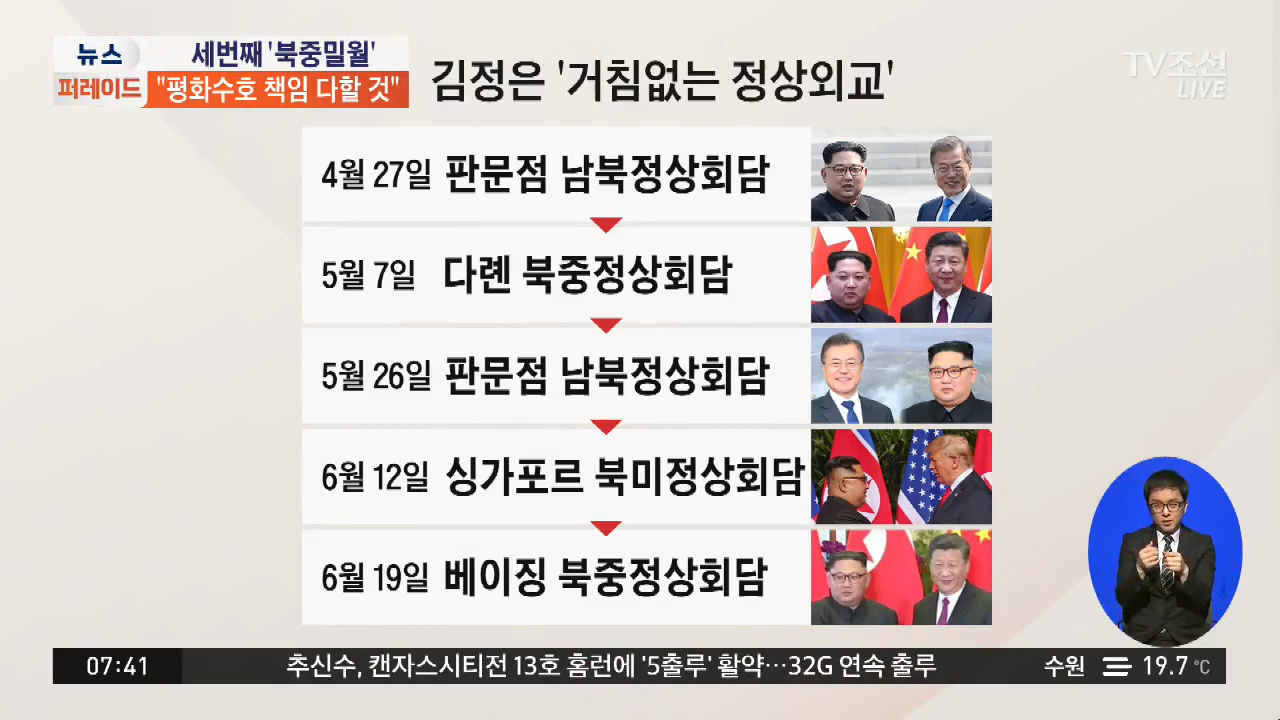 뉴스
퍼레이드
세번째 '북중밀월'
"평화수호 책임 다할 것"
김정은 '거침없는 정상외교'
TV조선
LIVE
4월 27일 판문점 남북정상회담
5월 7일 다롄 북중정상회담
5월 26일 판문점 남북정상회담
6월 12일 싱가포르 북미정상회담
6월 19일 베이징 북중정상회담
07:41 추신수, 캔자스시티전 13호 홈런에 '5출루' 활약…32G 연속 출루 수원 19.7 ℃